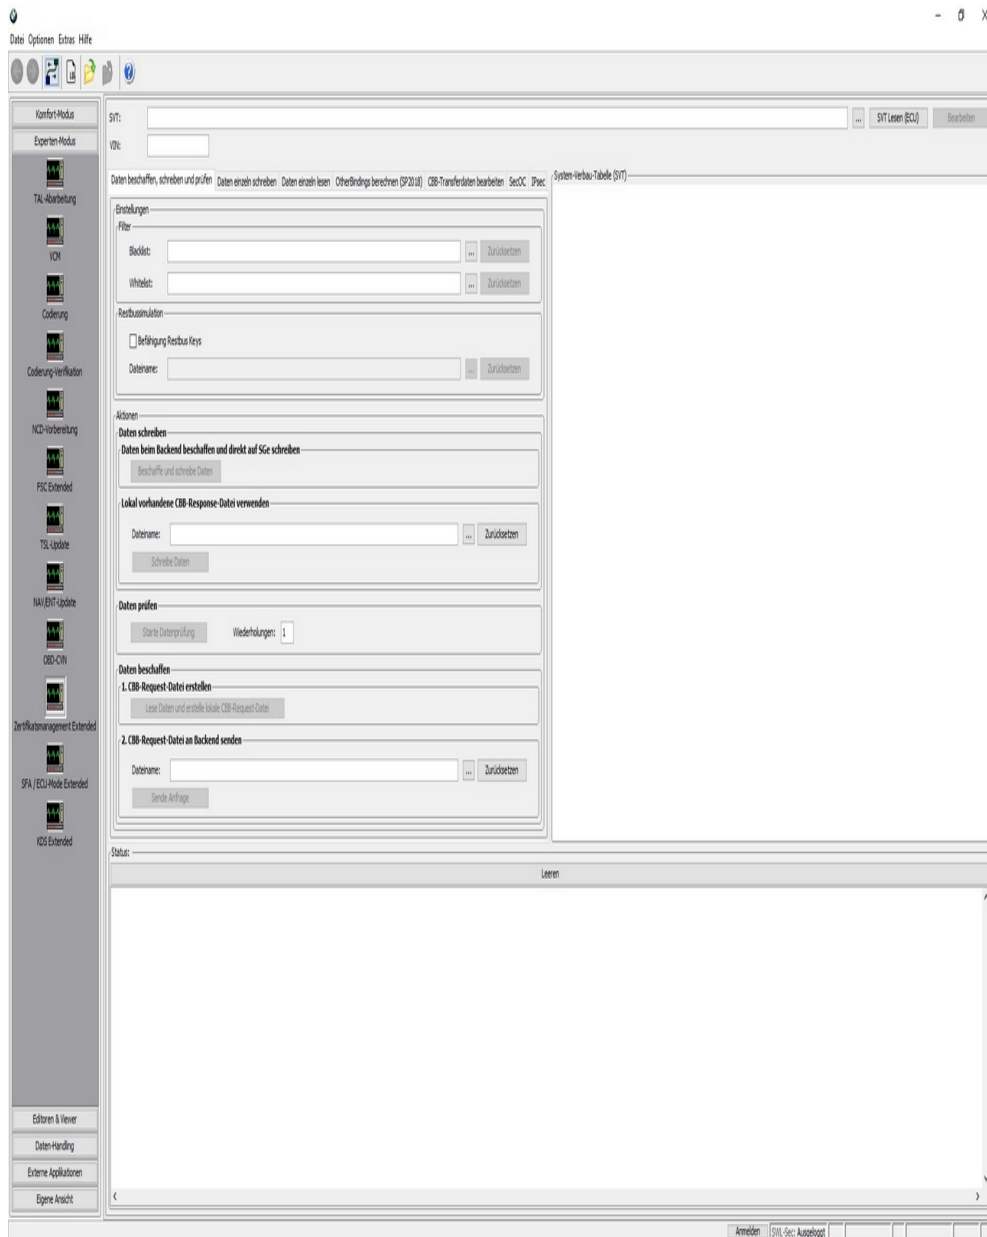 Datei Optionen Extras Hilfe
Komfort-Modus
Experten-Modus
TAL-Abarbeitung
VCM
Codierung
Codierung-Verifikation
NCD-Vorbereitung
FSC Extended
TSL-Update
NAV/ENT-Update
OBD-CVN
Zertifikatsmanagement Extended
SFA / ECU-Mode Extended
KDS Extended
Editoren & Viewer
Daten-Handling
Externe Applikationen
Eigene Ansicht
SVT: ... SVT Lesen (ECU) Bearbeiten
VIN:
Daten beschaffen, schreiben und prüfen Daten einzeln schreiben Daten einzeln lesen OtherBindings berechnen (SP2018) CBB-Transferdaten bearbeiten SecOC IPsec
Einstellungen
Filter
Blacklist: ... Zurücksetzen
Whitelist: ... Zurücksetzen
Restbussimulation
Befähigung Restbus Keys
Dateiname: ... Zurücksetzen
Aktionen
Daten schreiben
Daten beim Backend beschaffen und direkt auf SGe schreiben
Beschaffe und schreibe Daten
Lokal vorhandene CBB-Response-Datei verwenden
Dateiname: ... Zurücksetzen
Schreibe Daten
Daten prüfen
Starte Datenprüfung Wiederholungen: 1
Daten beschaffen
1. CBB-Request-Datei erstellen
Lese Daten und erstelle lokale CBB-Request-Datei
2. CBB-Request-Datei an Backend senden
Dateiname: ... Zurücksetzen
Sende Anfrage
System-Verbau-Tabelle (SVT)
Status:
Leeren
Anmelden SWL-Sec: Ausgeloggt